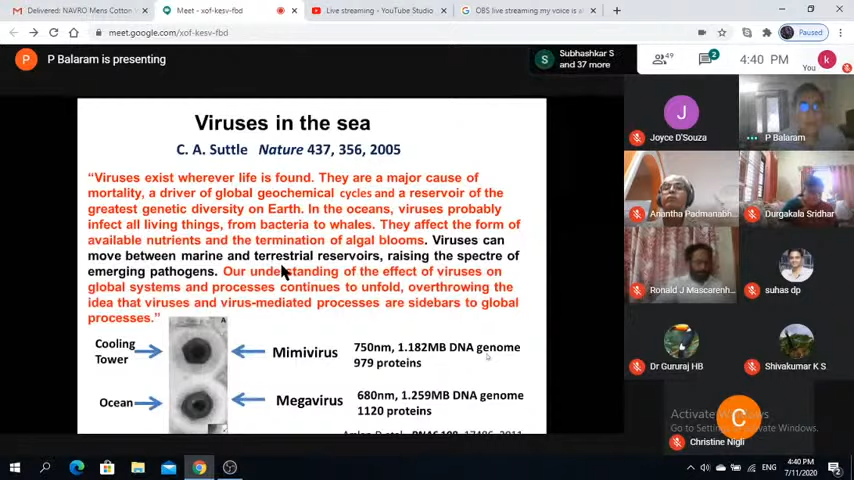 Delivered: NAVRO Mens Cotton
Meet - xof-kesv-fbd
Live streaming - YouTube Studio
OBS live streaming my voice is a
meet.google.com/xof-kesv-fbd
Paused
P
P Balaram is presenting
S
Subhashkar S
and 37 more
49
2
4:40 PM
You
k
Viruses in the sea
C. A. Suttle Nature 437, 356, 2005
“Viruses exist wherever life is found. They are a major cause of
mortality, a driver of global geochemical cycles and a reservoir of the
greatest genetic diversity on Earth. In the oceans, viruses probably
infect all living things, from bacteria to whales. They affect the form of
available nutrients and the termination of algal blooms. Viruses can
move between marine and terrestrial reservoirs, raising the spectre of
emerging pathogens. Our understanding of the effect of viruses on
global systems and processes continues to unfold, overthrowing the
idea that viruses and virus-mediated processes are sidebars to global
processes.”
A
Cooling
Tower
Mimivirus
750nm, 1.182MB DNA genome
979 proteins
Ocean
Megavirus
680nm, 1.259MB DNA genome
1120 proteins
J
Joyce D'Souza
P Balaram
Anantha Padmanabh
Durgakala Sridhar
Ronald J Mascarenh
suhas dp
Dr Gururaj HB
Shivakumar K S
C
Christine Nigli
Activate Windows
Go to Settings to activate Windows.
ENG
4:40 PM
7/11/2020
2